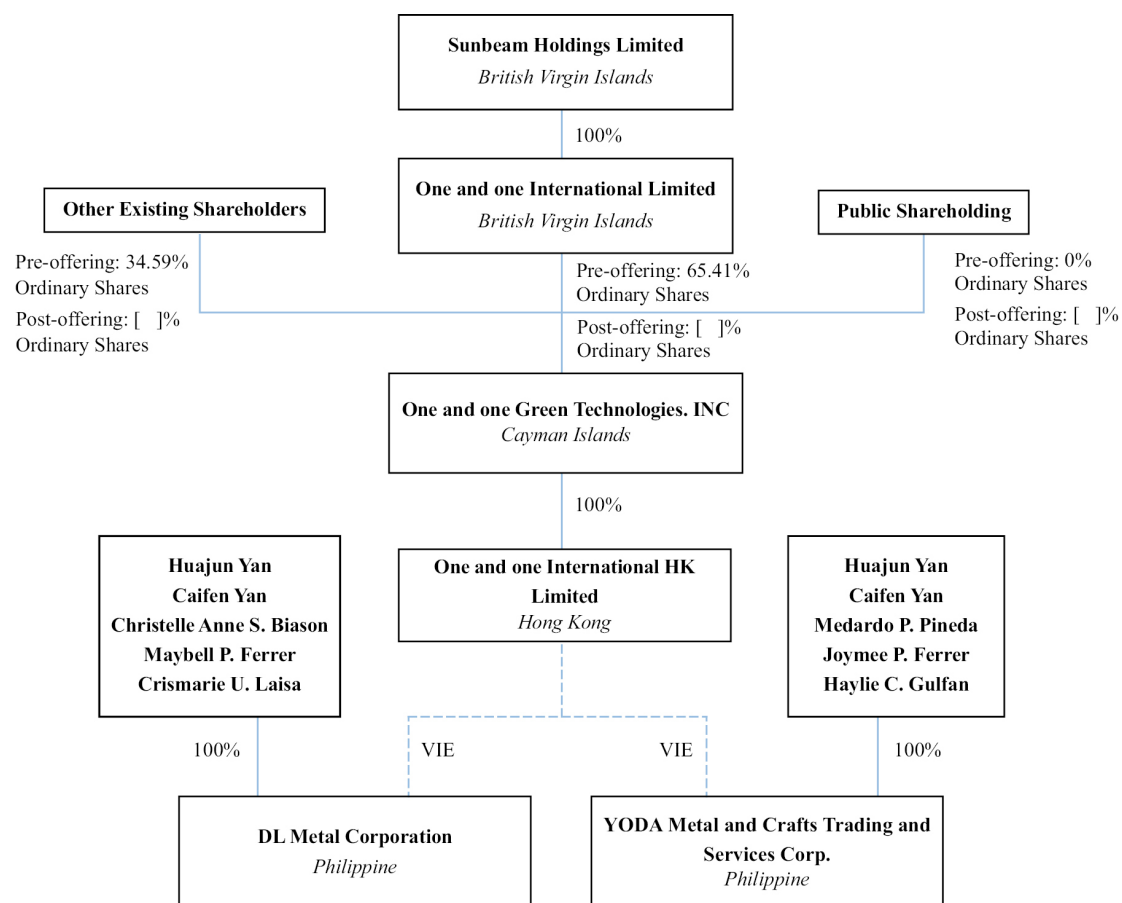 Sunbeam Holdings Limited
British Virgin Islands
100%
One and one International Limited
British Virgin Islands
Other Existing Shareholders
Public Shareholding
Pre-offering: 34.59%
Ordinary Shares
Post-offering: [   ]%
Ordinary Shares
Pre-offering: 65.41%
Ordinary Shares
Post-offering: [   ]%
Ordinary Shares
Pre-offering: 0%
Ordinary Shares
Post-offering: [   ]%
Ordinary Shares
One and one Green Technologies. INC
Cayman Islands
100%
Huajun Yan
Caifen Yan
Christelle Anne S. Biason
Maybell P. Ferrer
Crismarie U. Laisa
One and one International HK
Limited
Hong Kong
Huajun Yan
Caifen Yan
Medardo P. Pineda
Joymee P. Ferrer
Haylie C. Gulfan
100%
VIE
VIE
100%
DL Metal Corporation
Philippine
YODA Metal and Crafts Trading and
Services Corp.
Philippine